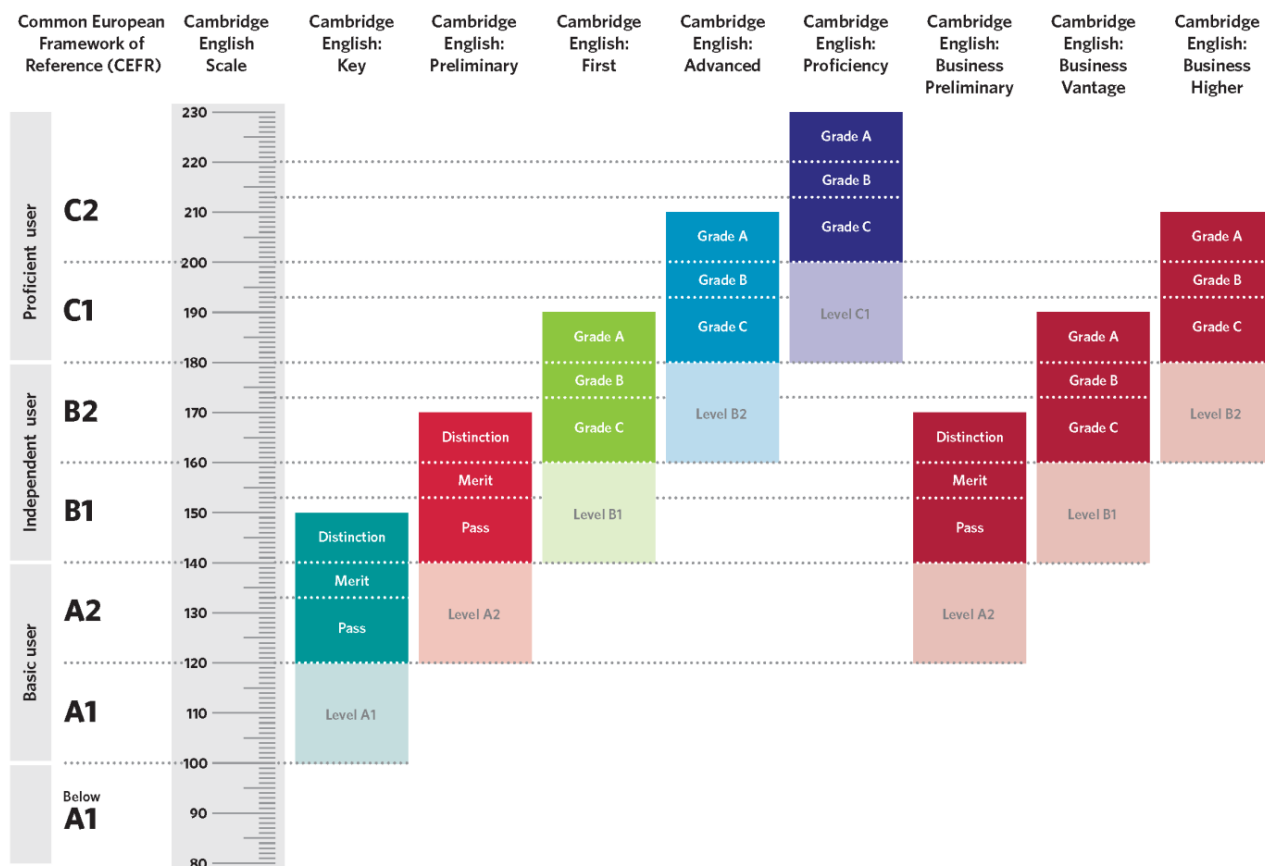 Common European
Framework of
Reference (CEFR)
Cambridge
English
Scale
Cambridge
English:
Key
Cambridge
English:
Preliminary
Cambridge
English:
First
Cambridge
English:
Advanced
Cambridge
English:
Proficiency
Cambridge
English:
Business
Preliminary
Cambridge
English:
Business
Vantage
Cambridge
English:
Business
Higher
Proficient user
Independent user
Basic user
C2
C1
B2
B1
A2
A1
Below
A1
230
220
210
200
190
180
170
160
150
140
130
120
110
100
90
80
Distinction
Merit
Pass
Level A1
Distinction
Merit
Pass
Level A2
Grade A
Grade B
Grade C
Level B1
Grade A
Grade B
Grade C
Level B2
Grade A
Grade B
Grade C
Level C1
Distinction
Merit
Pass
Level A2
Grade A
Grade B
Grade C
Level B1
Grade A
Grade B
Grade C
Level B2